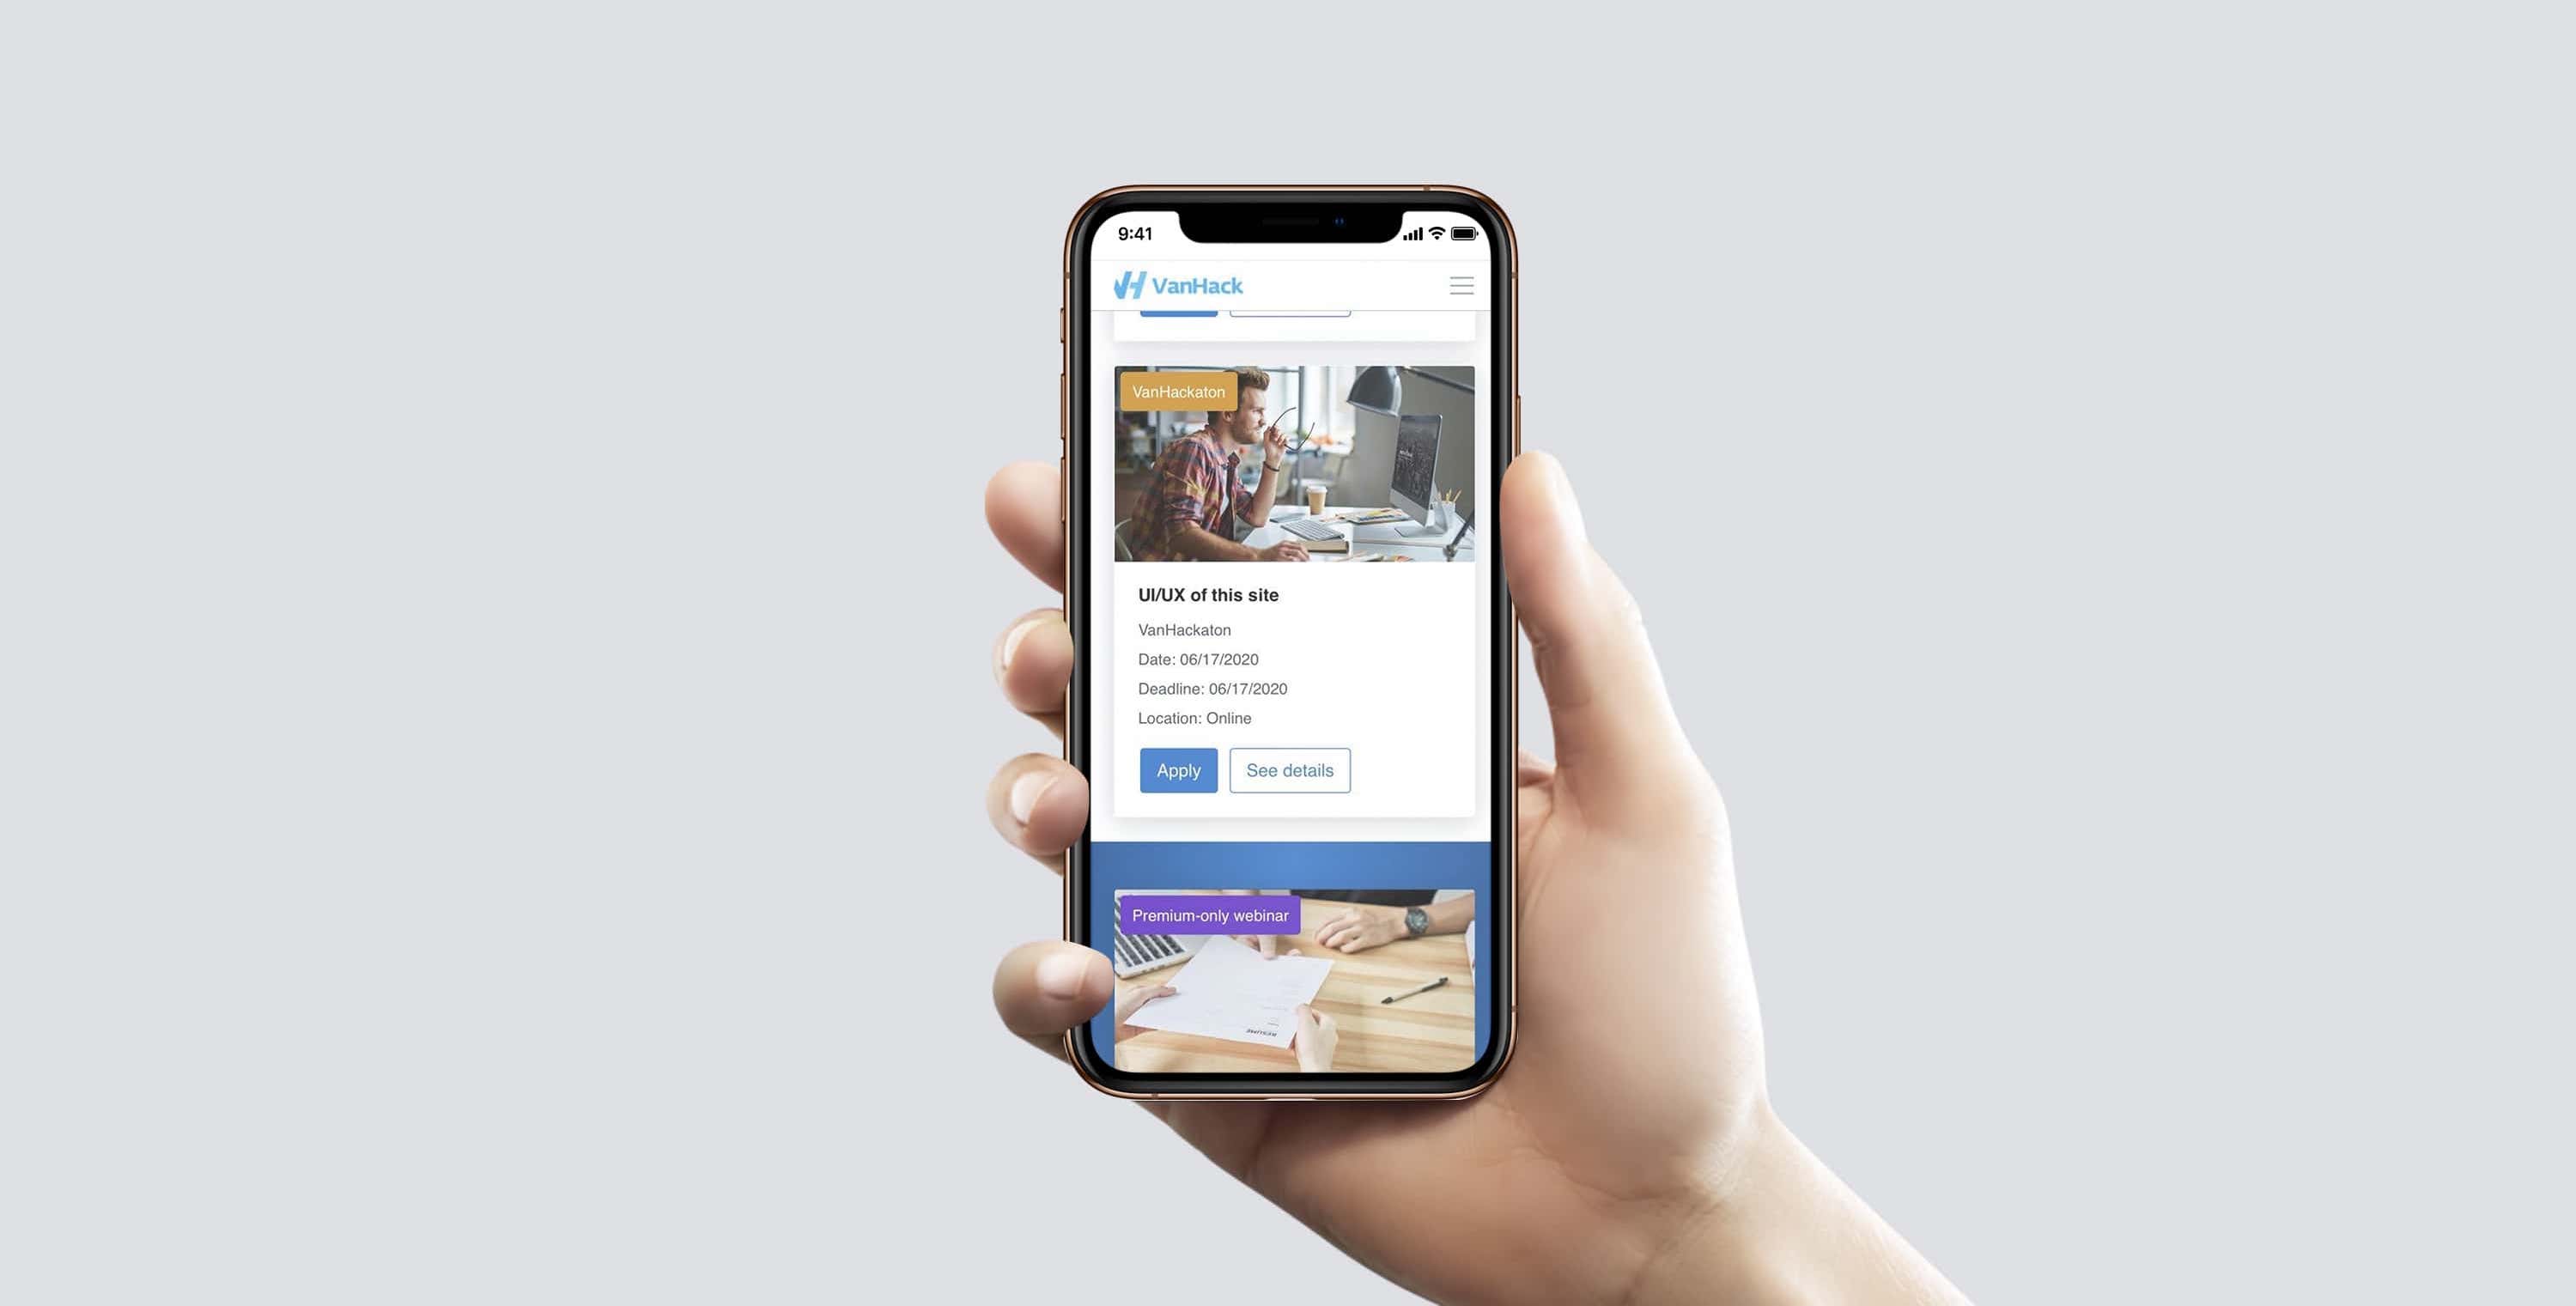 9:41
VanHack
VanHackaton
UI/UX of this site
VanHackaton
Date: 06/17/2020
Deadline: 06/17/2020
Location: Online
Apply
See details
Premium-only webinar
RESUME